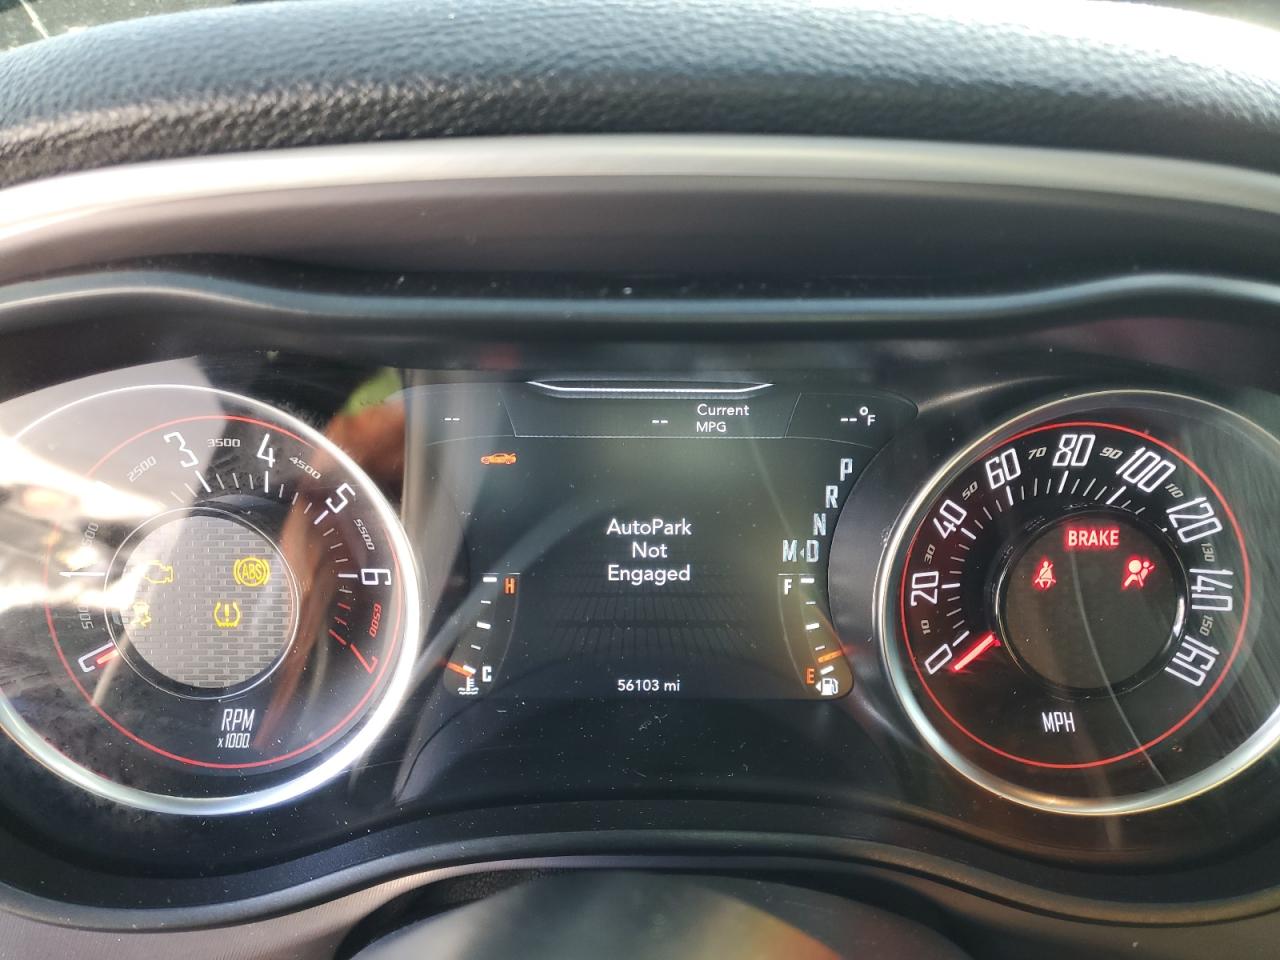 -- -- Current
MPG
--°F
P
R
N
M D
AutoPark
Not
Engaged
56103 mi
H
C
F
E
2500
3
3500
4
4500
5
5500
6
6500
7
500
ABS
RPM
x1000
0
10
20
30
40
50
60
70
80
90
100
110
120
130
140
150
160
BRAKE
MPH